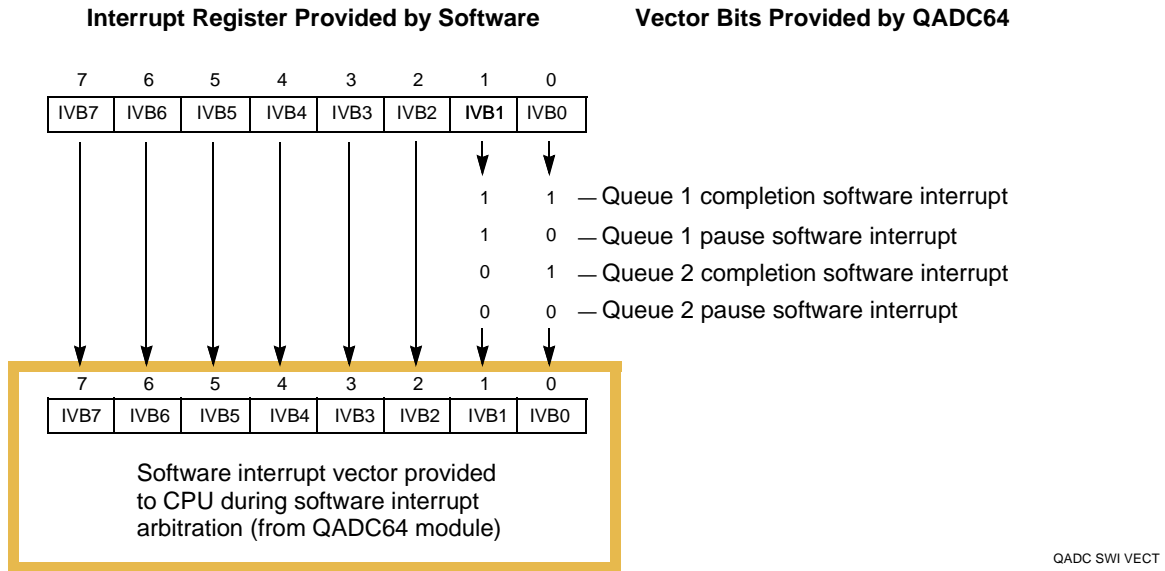 Interrupt Register Provided by Software Vector Bits Provided by QADC64
7 6 5 4 3 2 1 0
IVB7 IVB6 IVB5 IVB4 IVB3 IVB2 IVB1 IVB0
1 1 — Queue 1 completion software interrupt
1 0 — Queue 1 pause software interrupt
0 1 — Queue 2 completion software interrupt
0 0 — Queue 2 pause software interrupt
7 6 5 4 3 2 1 0
IVB7 IVB6 IVB5 IVB4 IVB3 IVB2 IVB1 IVB0
Software interrupt vector provided
to CPU during software interrupt
arbitration (from QADC64 module)
QADC SWI VECT